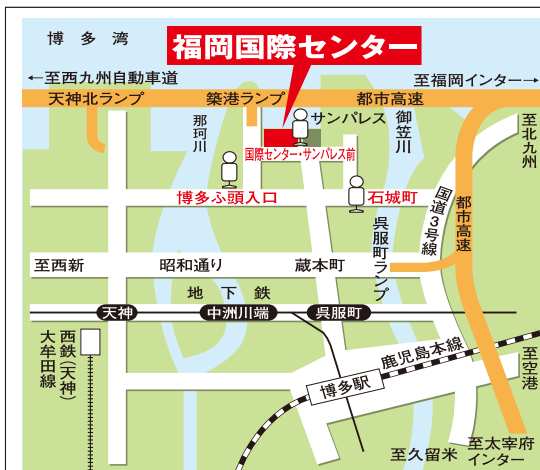 博多湾
福岡国際センター
←至西九州自動車道
至福岡インター→
天神北ランプ
築港ランプ
都市高速
那珂川
サンパレス
御笠川
至北九州
国際センター・サンパレス前
博多ふ頭入口
石城町
国道3号線
都市高速
呉服町ランプ
至西新
昭和通り
蔵本町
地下鉄
天神
中洲川端
呉服町
西鉄(天神)
大牟田線
鹿児島本線
博多駅
至空港
至久留米
至太宰府
インター